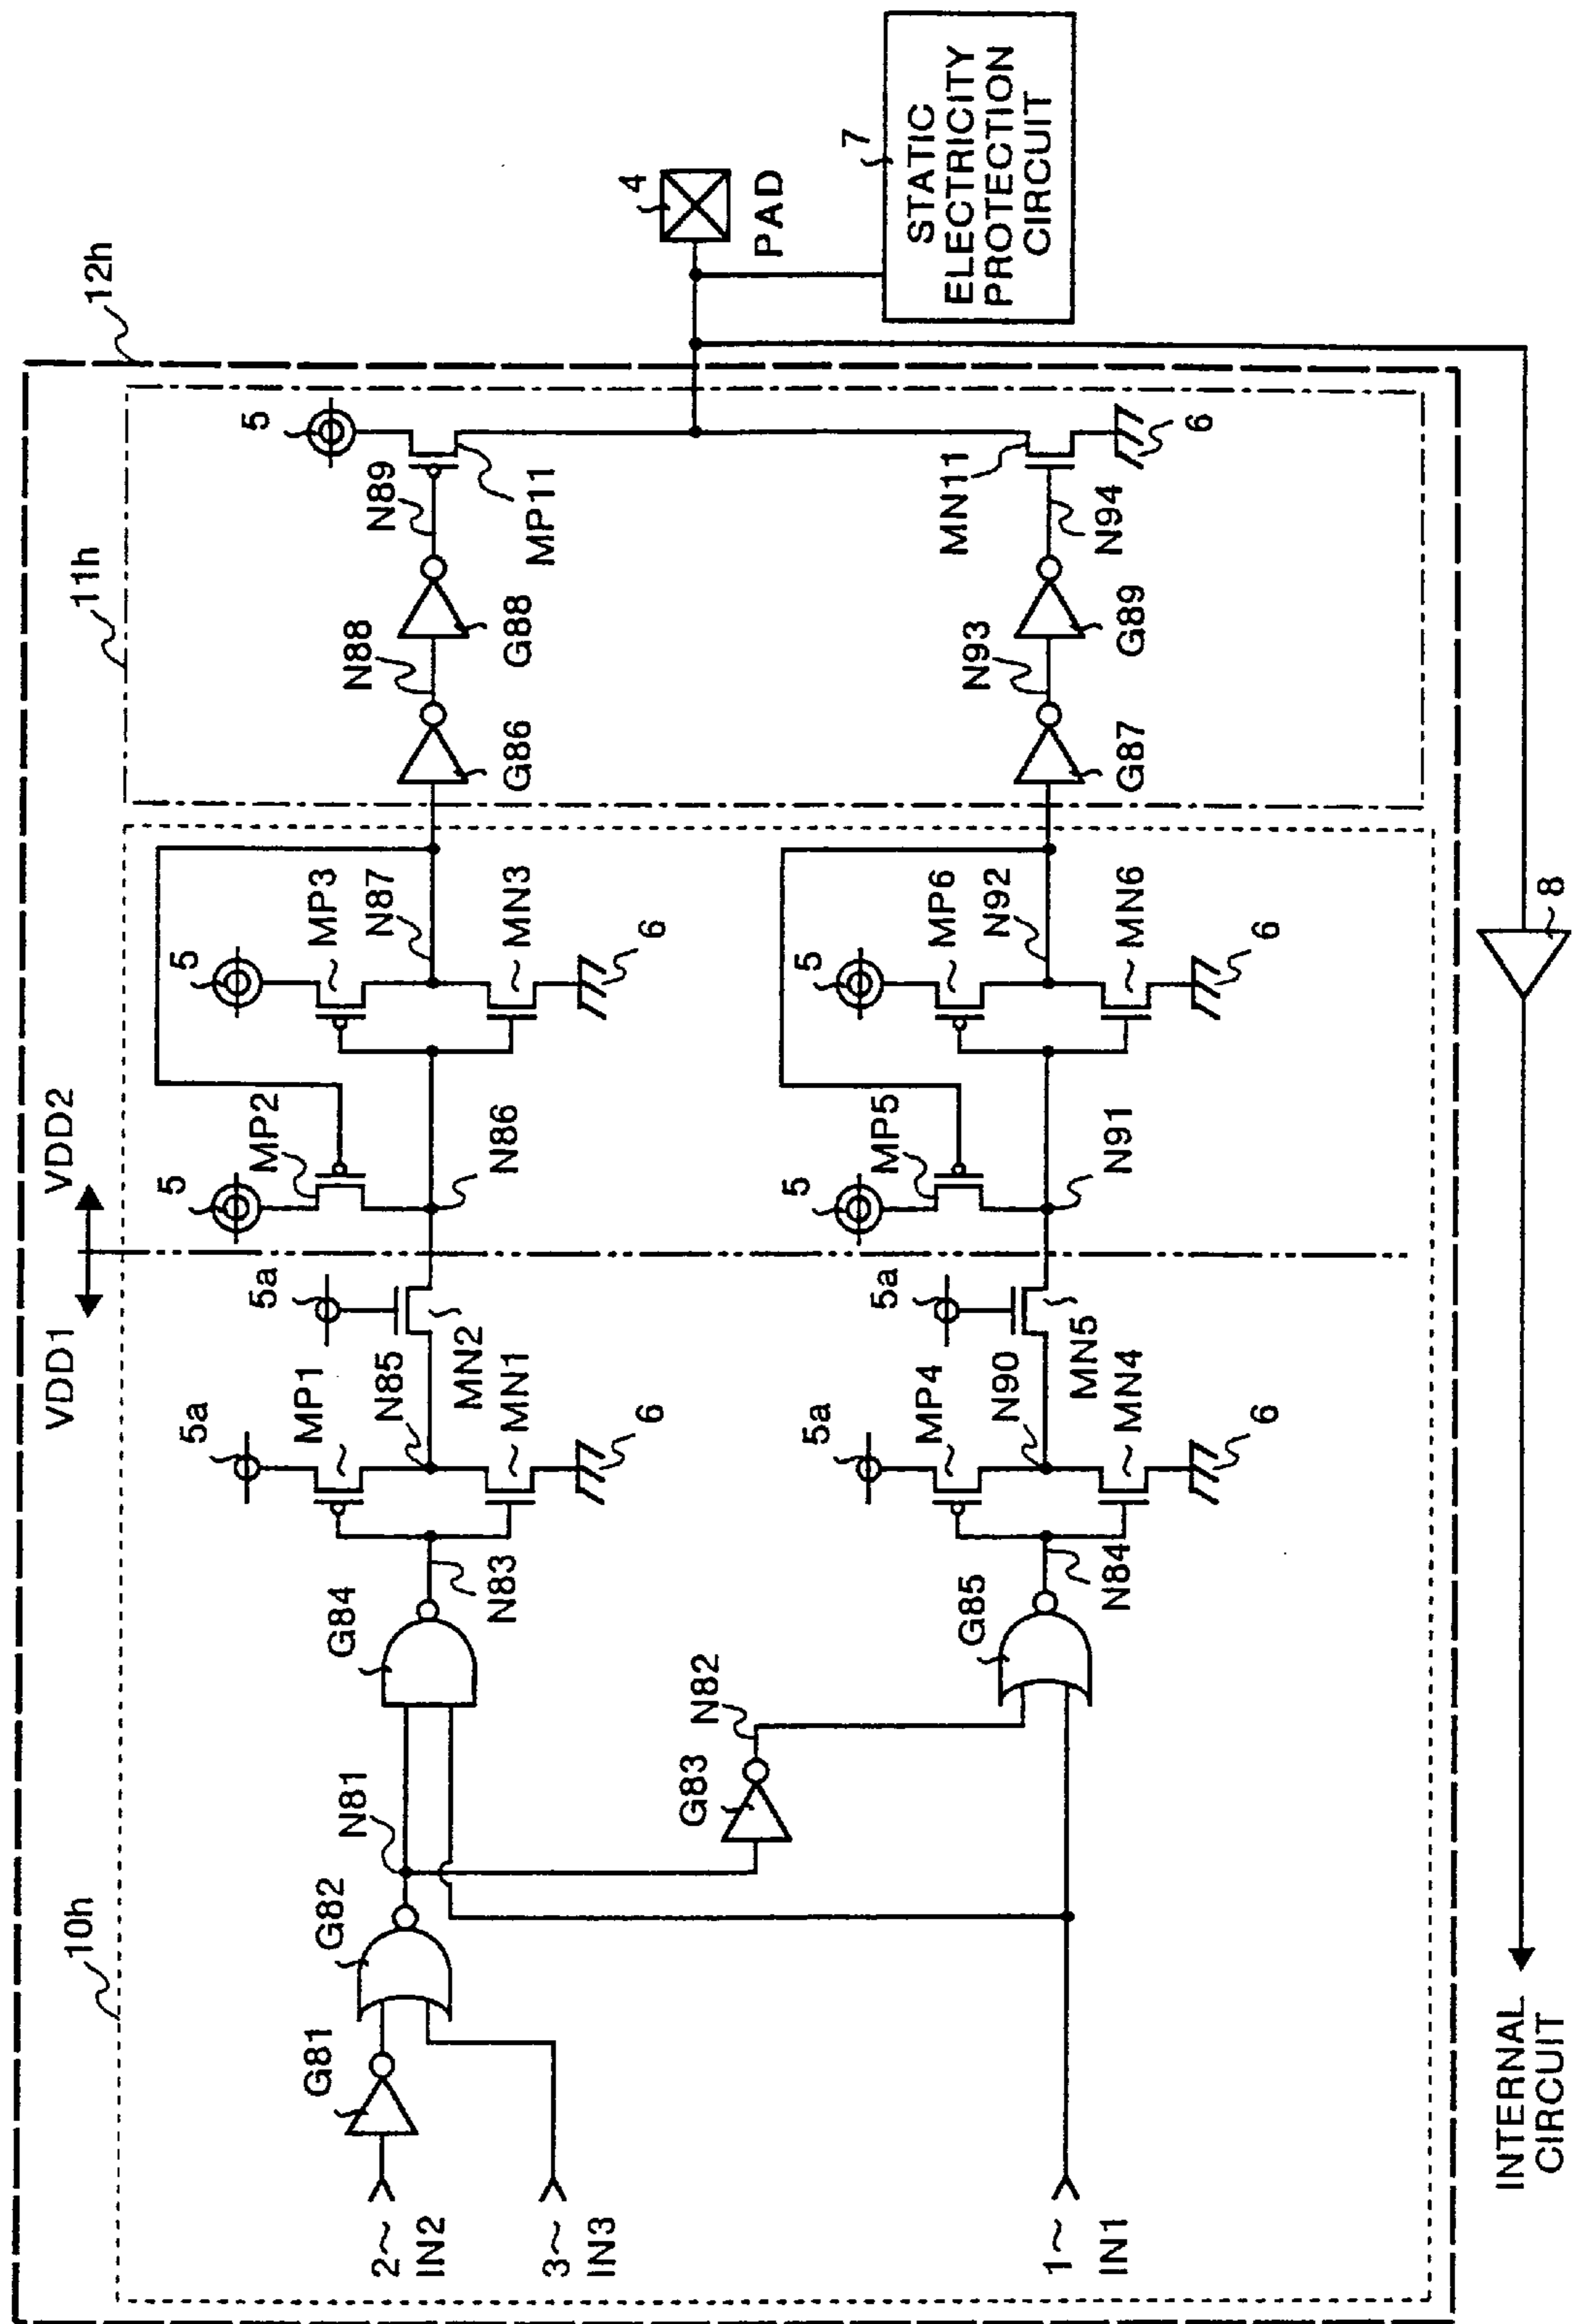 12h
11h
10h
VDD1
VDD2
2
IN2
3
IN3
1
IN1
G81
G82
N81
G83
N82
G84
N83
G85
N84
5a
MP1
N85
MN2
MN1
6
5a
5a
MP4
N90
MN5
MN4
6
5a
5
MP2
N86
5
MP3
N87
MN3
6
5
MP5
N91
5
MP6
N92
MN6
6
G86
N88
G88
N89
5
MP11
G87
N93
G89
N94
MN11
6
4
PAD
7
STATIC
ELECTRICITY
PROTECTION
CIRCUIT
8
INTERNAL
CIRCUIT